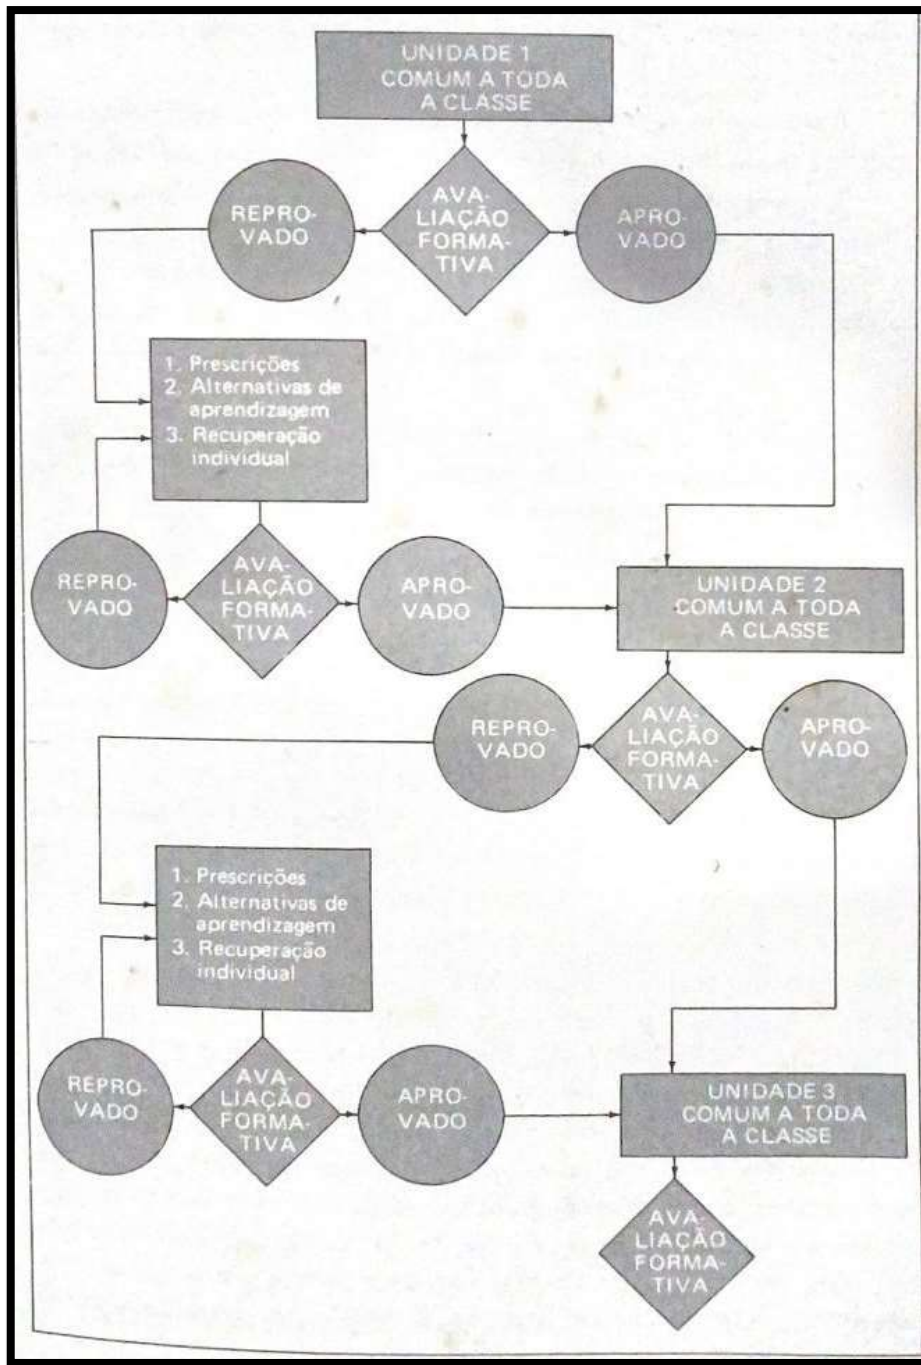 UNIDADE 1
COMUM A TODA
A CLASSE
REPRO-
VADO
AVA-
LIAÇÃO
FORMA-
TIVA
APRO-
VADO
1. Prescrições
2. Alternativas de
aprendizagem
3. Recuperação
individual
REPRO-
VADO
AVA-
LIAÇÃO
FORMA-
TIVA
APRO-
VADO
UNIDADE 2
COMUM A TODA
A CLASSE
REPRO-
VADO
AVA-
LIAÇÃO
FORMA-
TIVA
APRO-
VADO
1. Prescrições
2. Alternativas de
aprendizagem
3. Recuperação
individual
REPRO-
VADO
AVA-
LIAÇÃO
FORMA-
TIVA
APRO-
VADO
UNIDADE 3
COMUM A TODA
A CLASSE
AVA-
LIAÇÃO
FORMA-
TIVA